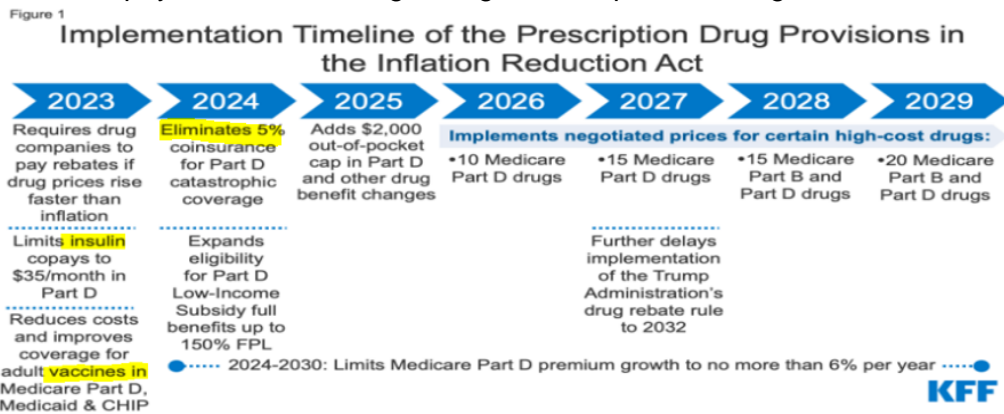 Figure 1
Implementation Timeline of the Prescription Drug Provisions in
the Inflation Reduction Act
2023
2024
2025
2026
2027
2028
2029
Requires drug
companies to
pay rebates if
drug prices rise
faster than
inflation
Limits insulin
copays to
$35/month in
Part D
Reduces costs
and improves
coverage for
adult vaccines in
Medicare Part D,
Medicaid & CHIP
Eliminates 5%
coinsurance
for Part D
catastrophic
coverage
Expands
eligibility
for Part D
Low-Income
Subsidy full
benefits up to
150% FPL
Adds $2,000
out-of-pocket
cap in Part D
and other drug
benefit changes
Implements negotiated prices for certain high-cost drugs:
•10 Medicare
Part D drugs
•15 Medicare
Part D drugs
Further delays
implementation
of the Trump
Administration's
drug rebate rule
to 2032
•15 Medicare
Part B and
Part D drugs
•20 Medicare
Part B and
Part D drugs
2024-2030: Limits Medicare Part D premium growth to no more than 6% per year
KFF